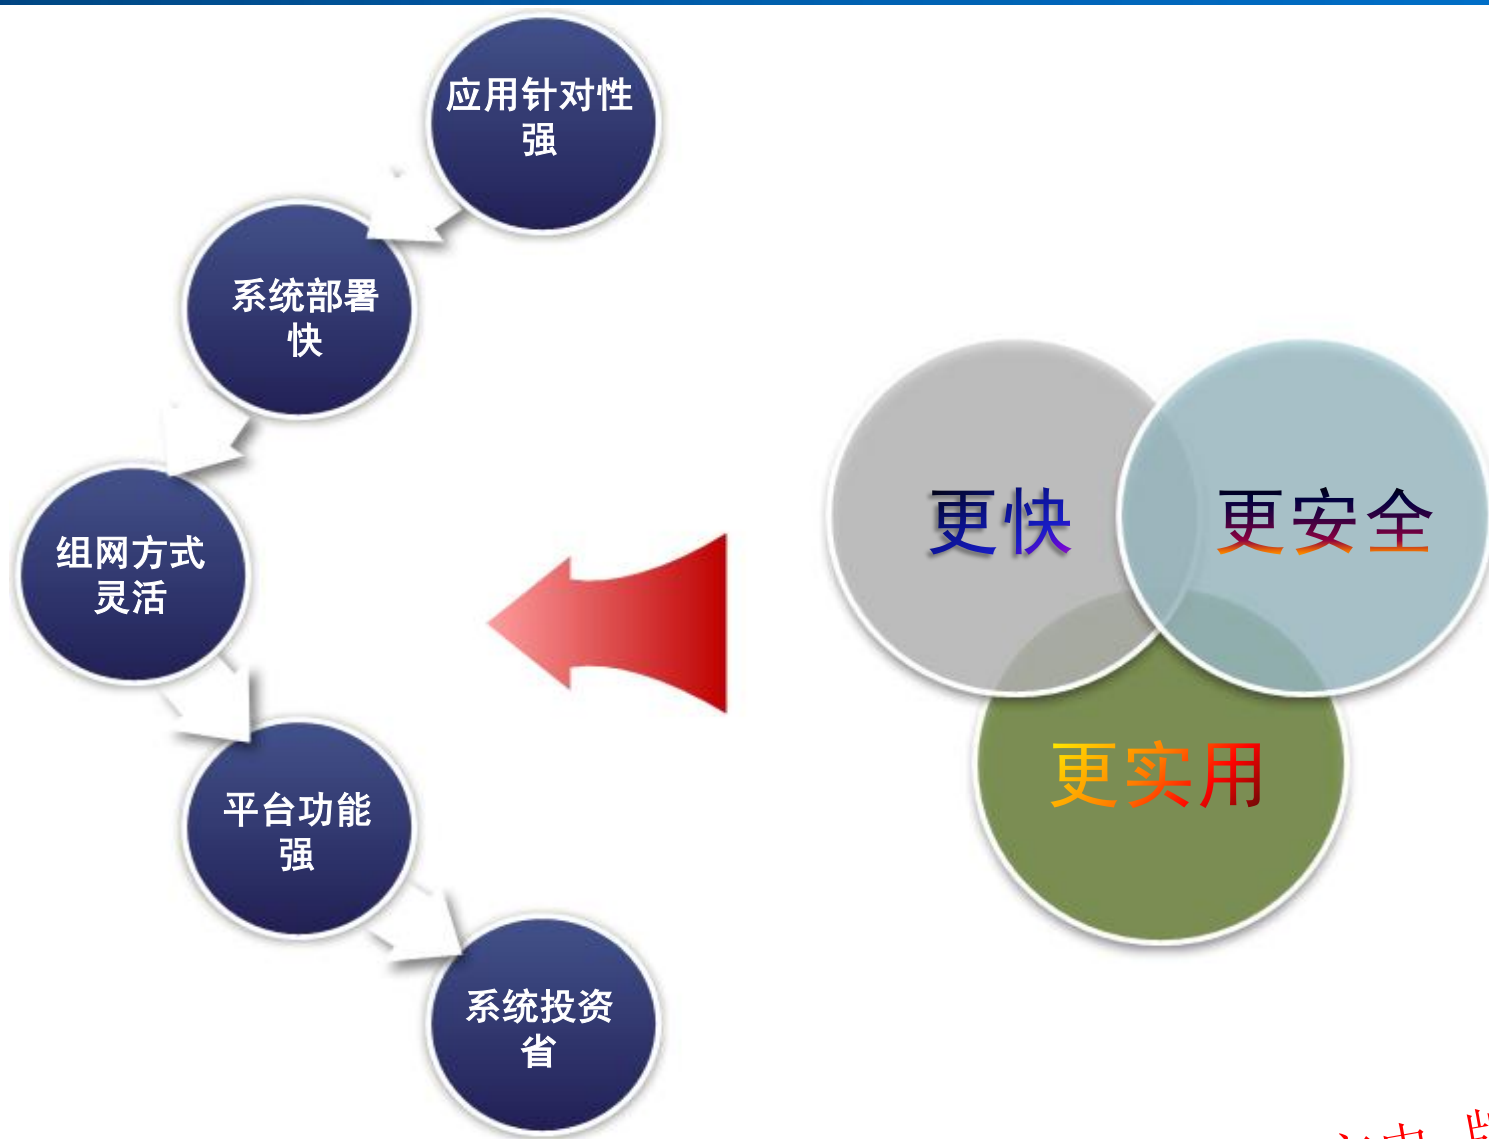 应用针对性
强
系统部署
快
组网方式
灵活
平台功能
强
系统投资
省
更快
更安全
更实用